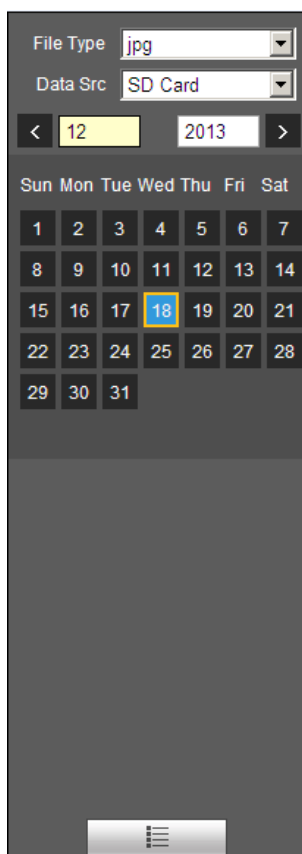 File Type jpg
Data Src SD Card
< 12 2013 >
Sun Mon Tue Wed Thu Fri Sat
1 2 3 4 5 6 7
8 9 10 11 12 13 14
15 16 17 18 19 20 21
22 23 24 25 26 27 28
29 30 31